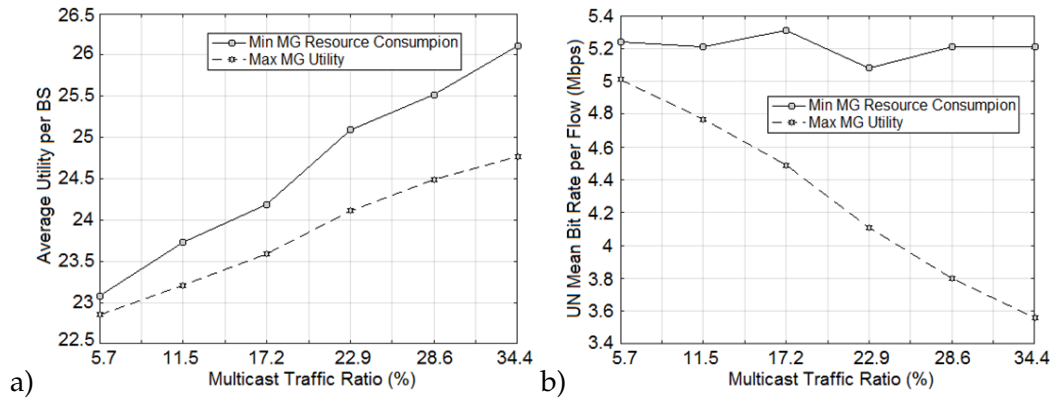 26.5
26
25.5
25
24.5
24
23.5
23
22.5
Average Utility per BS
Min MG Resource Consumpion
Max MG Utility
5.7 11.5 17.2 22.9 28.6 34.4
Multicast Traffic Ratio (%)
a)
5.4
5.2
5
4.8
4.6
4.4
4.2
4
3.8
3.6
3.4
UN Mean Bit Rate per Flow (Mbps)
Min MG Resource Consumpion
Max MG Utility
5.7 11.5 17.2 22.9 28.6 34.4
Multicast Traffic Ratio (%)
b)